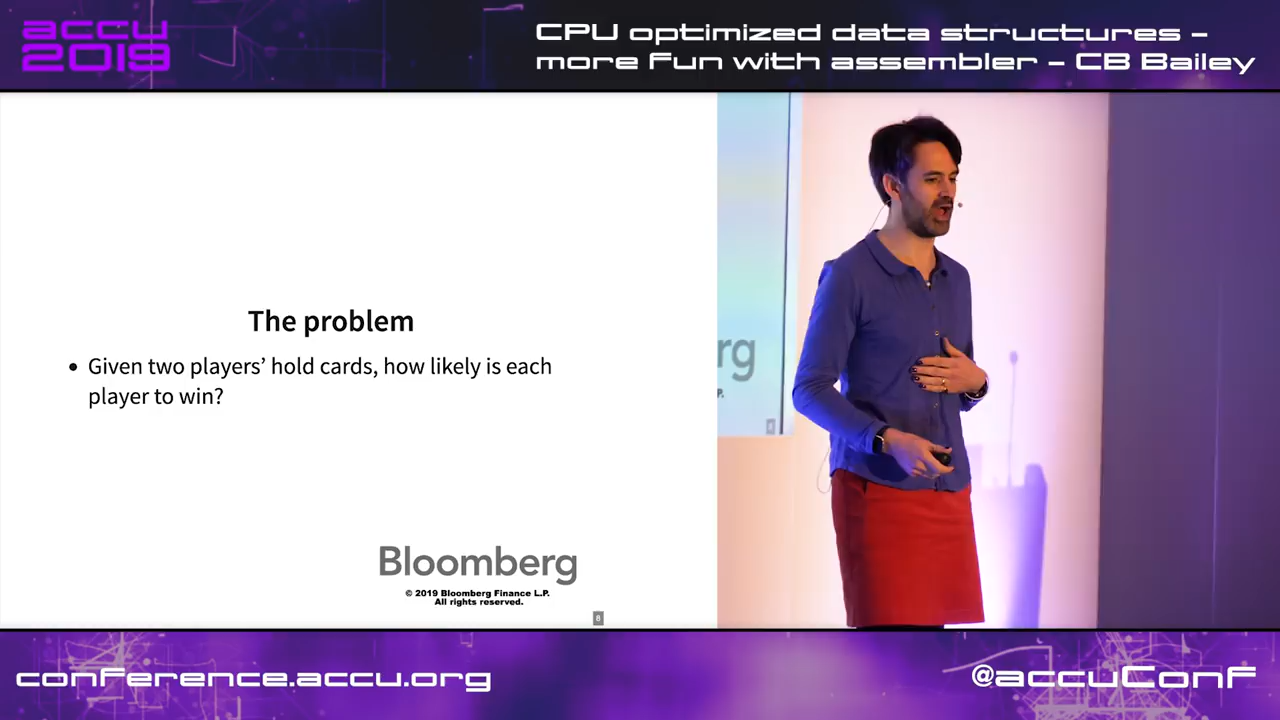 accu
2019
CPU optimized data structures –
more fun with assembler – CB Bailey
The problem
• Given two players’ hold cards, how likely is each
player to win?
Bloomberg
© 2019 Bloomberg Finance L.P.
All rights reserved.
8
rg
P.
8
conference.accu.org
@accuConf